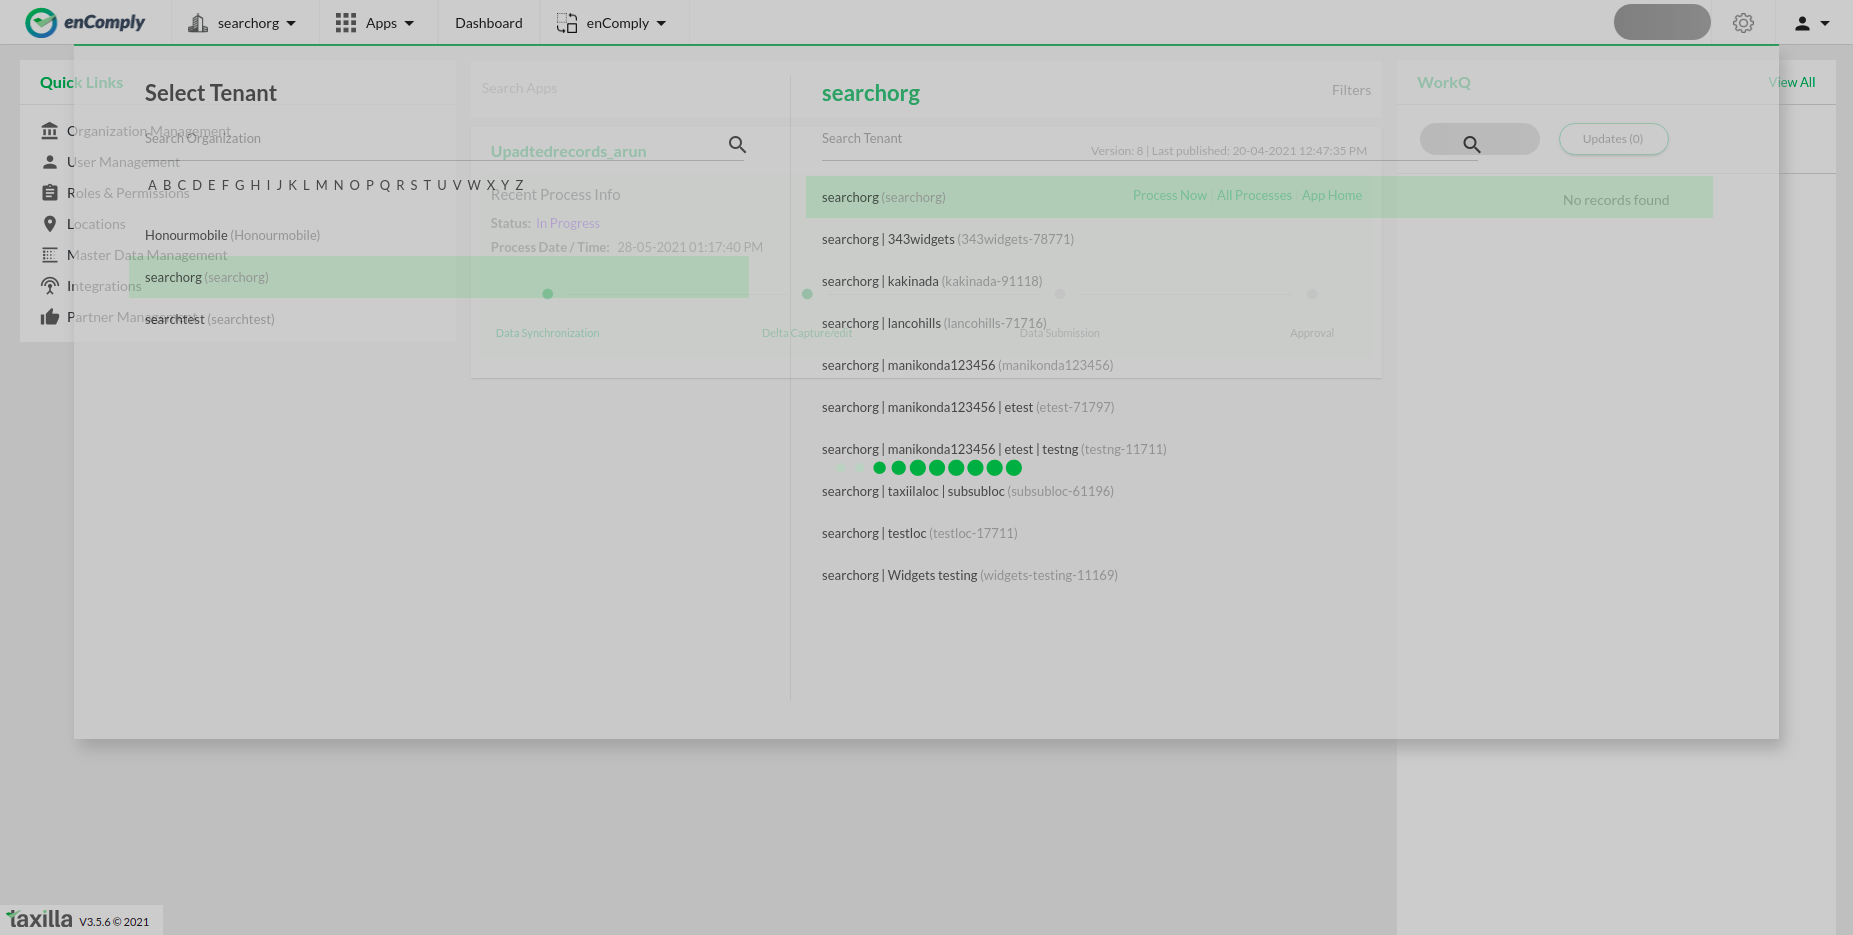 enComply
searchorg
Apps
Dashboard
enComply
Quick Links
Organization Management
User Management
Roles & Permissions
Locations
Master Data Management
Integrations
Partner Management
Select Tenant
Search Organization
A B C D E F G H I J K L M N O P Q R S T U V W X Y Z
Honourmobile (Honourmobile)
searchorg (searchorg)
searchtest (searchtest)
Search Apps
Filters
Upadtedrecords_arun
Version: 8 | Last published: 20-04-2021 12:47:35 PM
Recent Process Info
Process Now | All Processes | App Home
Status: In Progress
Process Date / Time: 28-05-2021 01:17:40 PM
Data Synchronization
Delta Capture/edit
Data Submission
Approval
searchorg
Search Tenant
searchorg (searchorg)
searchorg | 343widgets (343widgets-78771)
searchorg | kakinada (kakinada-91118)
searchorg | lancohills (lancohills-71716)
searchorg | manikonda123456 (manikonda123456)
searchorg | manikonda123456 | etest (etest-71797)
searchorg | manikonda123456 | etest | testng (testng-11711)
searchorg | taxiilaloc | subsubloc (subsubloc-61196)
searchorg | testloc (testloc-17711)
searchorg | Widgets testing (widgets-testing-11169)
WorkQ
View All
Updates (0)
No records found
taxilla V3.5.6 © 2021